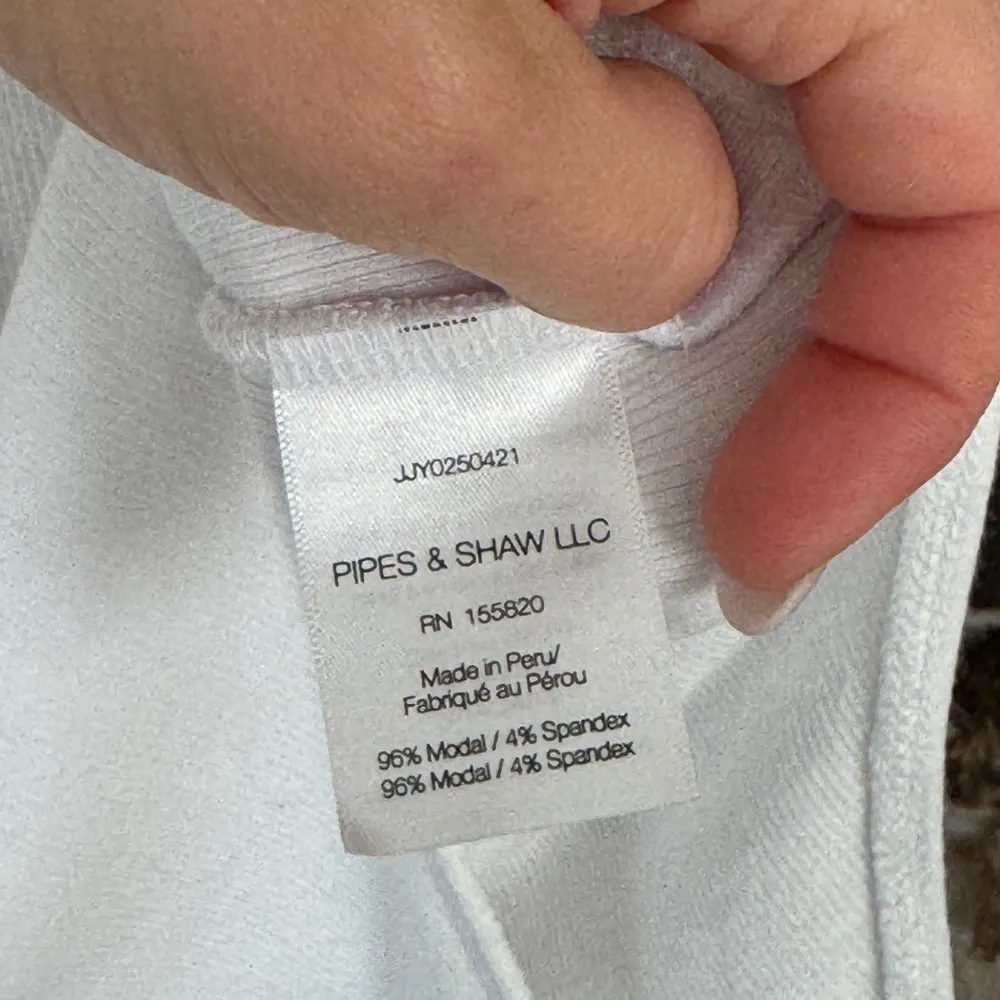 JJY0250421
PIPES & SHAW LLC
RN 155820
Made in Peru/
Fabriqué au Pérou
96% Modal / 4% Spandex
96% Modal / 4% Spandex